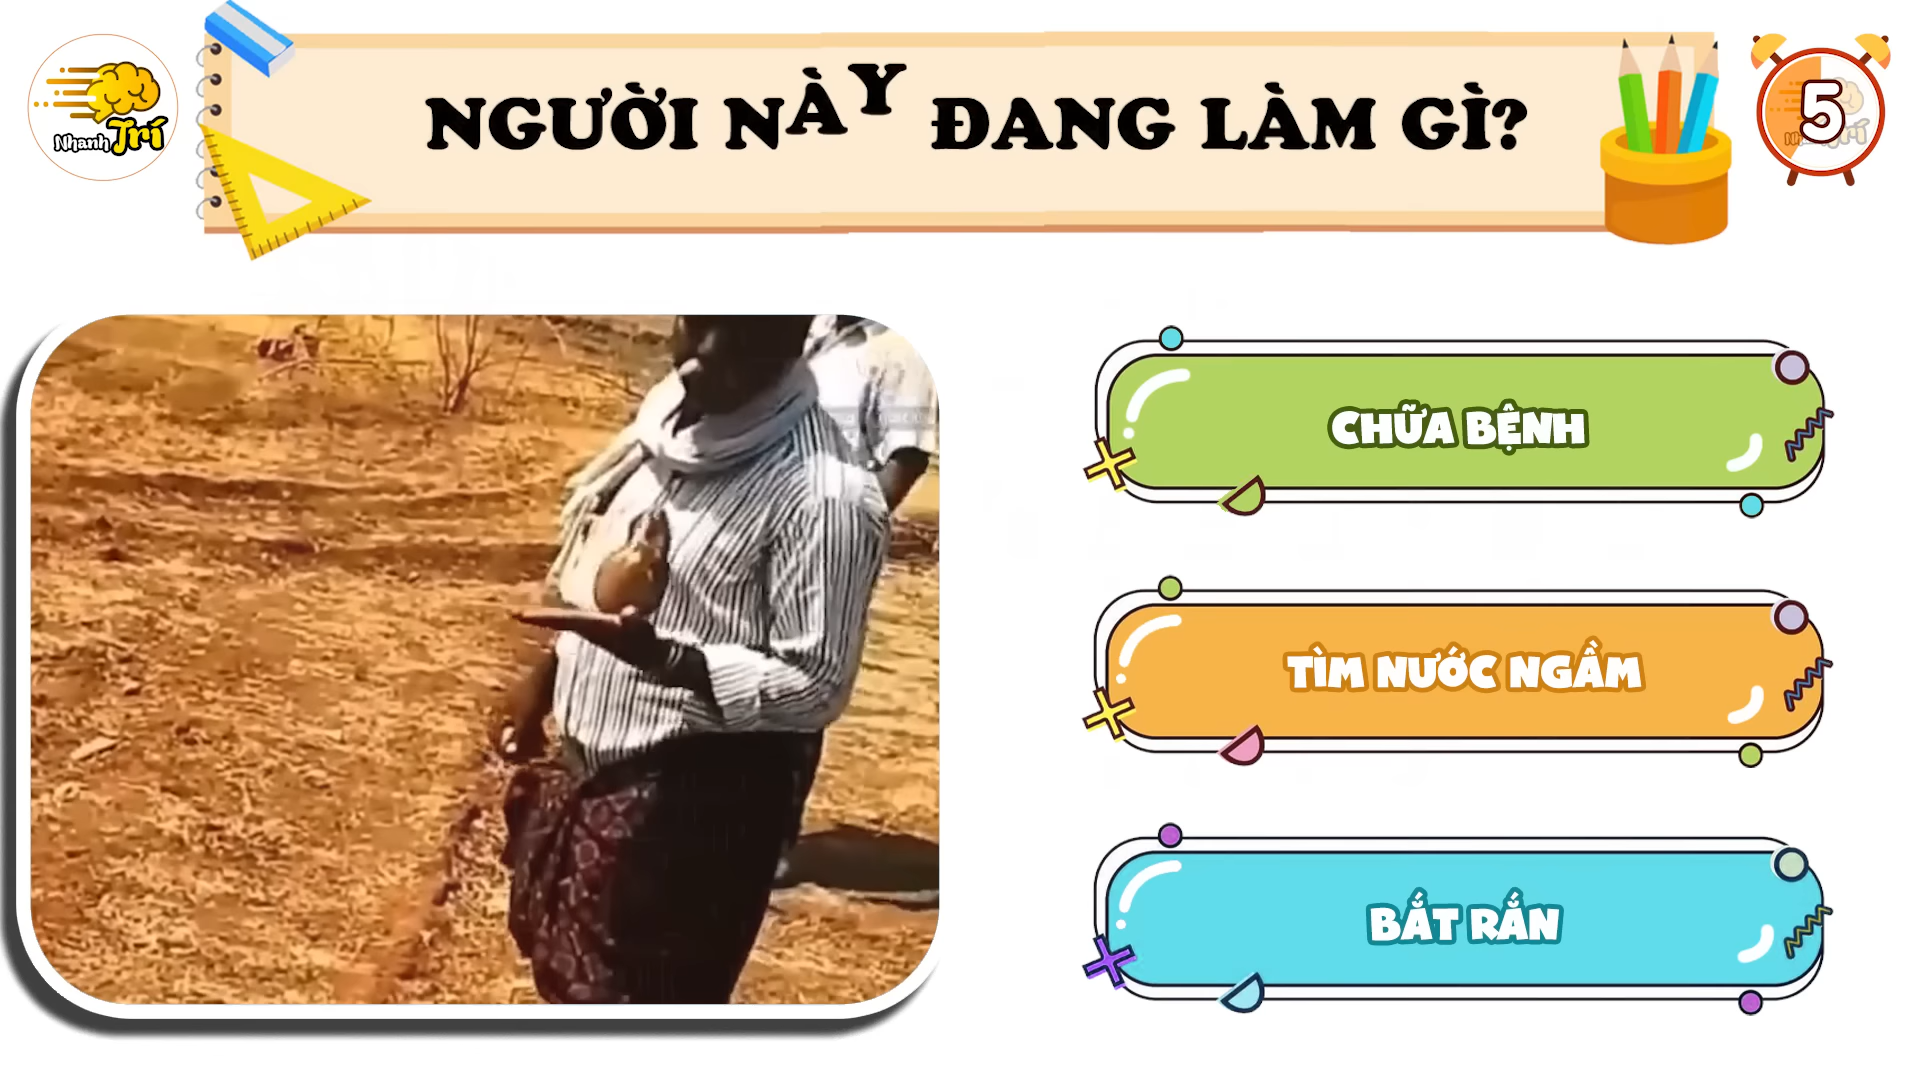 Nhanh Trí
NGƯỜI NÀY ĐANG LÀM GÌ?
5
CHỮA BỆNH
TÌM NƯỚC NGẦM
BẮT RẮN